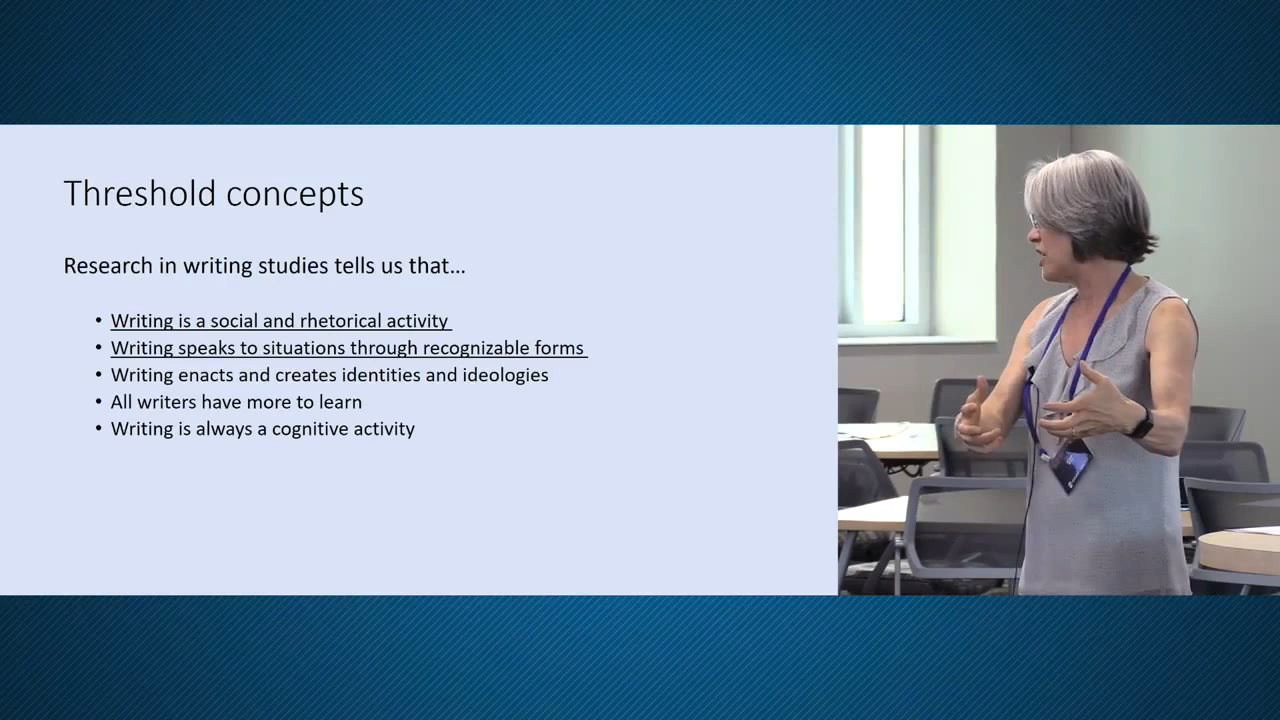 Threshold concepts
Research in writing studies tells us that…
• Writing is a social and rhetorical activity
• Writing speaks to situations through recognizable forms
• Writing enacts and creates identities and ideologies
• All writers have more to learn
• Writing is always a cognitive activity